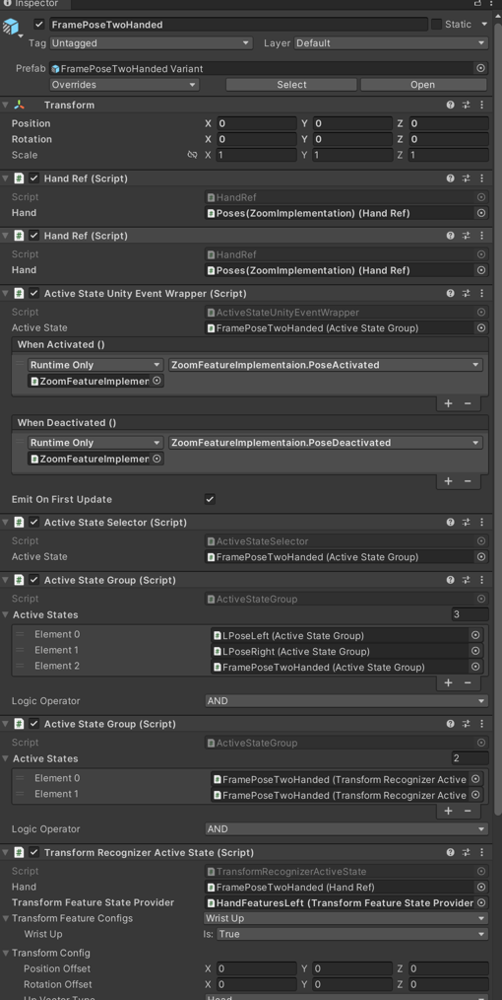 Inspector
FramePoseTwoHanded Static
Tag Untagged Layer Default
Prefab FramePoseTwoHanded Variant
Overrides Select Open
Transform
Position X 0 Y 0 Z 0
Rotation X 0 Y 0 Z 0
Scale X 1 Y 1 Z 1
Hand Ref (Script)
Script HandRef
Hand Poses(ZoomImplementation) (Hand Ref)
Hand Ref (Script)
Script HandRef
Hand Poses(ZoomImplementation) (Hand Ref)
Active State Unity Event Wrapper (Script)
Script ActiveStateUnityEventWrapper
Active State FramePoseTwoHanded (Active State Group)
When Activated ()
Runtime Only ZoomFeatureImplementaion.PoseActivated
ZoomFeatureImplemen
When Deactivated ()
Runtime Only ZoomFeatureImplementaion.PoseDeactivated
ZoomFeatureImplemen
Emit On First Update
Active State Selector (Script)
Script ActiveStateSelector
Active State FramePoseTwoHanded (Active State Group)
Active State Group (Script)
Script ActiveStateGroup
Active States 3
Element 0 LPoseLeft (Active State Group)
Element 1 LPoseRight (Active State Group)
Element 2 FramePoseTwoHanded (Active State Group)
Logic Operator AND
Active State Group (Script)
Script ActiveStateGroup
Active States 2
Element 0 FramePoseTwoHanded (Transform Recognizer Active
Element 1 FramePoseTwoHanded (Transform Recognizer Active
Logic Operator AND
Transform Recognizer Active State (Script)
Script TransformRecognizerActiveState
Hand FramePoseTwoHanded (Hand Ref)
Transform Feature State Provider HandFeaturesLeft (Transform Feature State Provider
Transform Feature Configs Wrist Up
Wrist Up Is: True
Transform Config
Position Offset X 0 Y 0 Z 0
Rotation Offset X 0 Y 0 Z 0
Up Vector Type Head